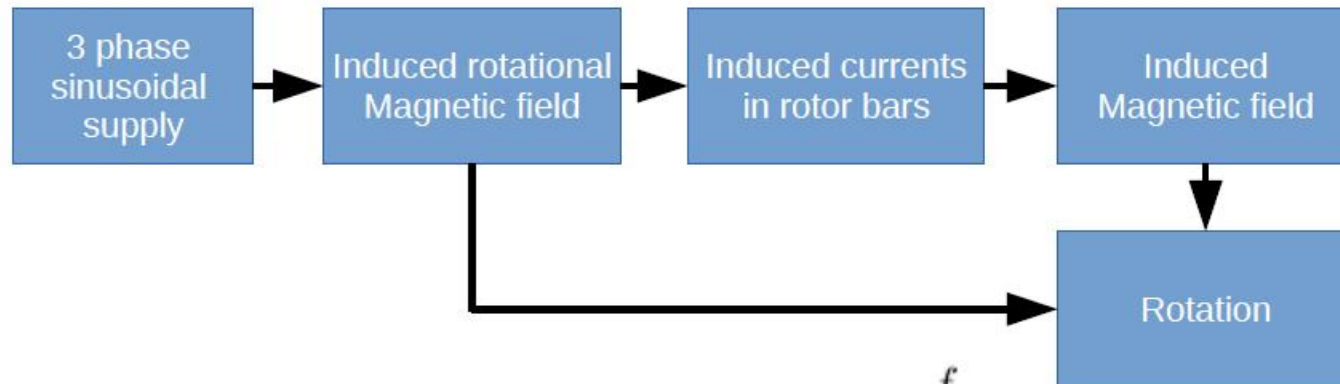 3 phase
sinusoidal
supply
Induced rotational
Magnetic field
Induced currents
in rotor bars
Induced
Magnetic field
Rotation
f